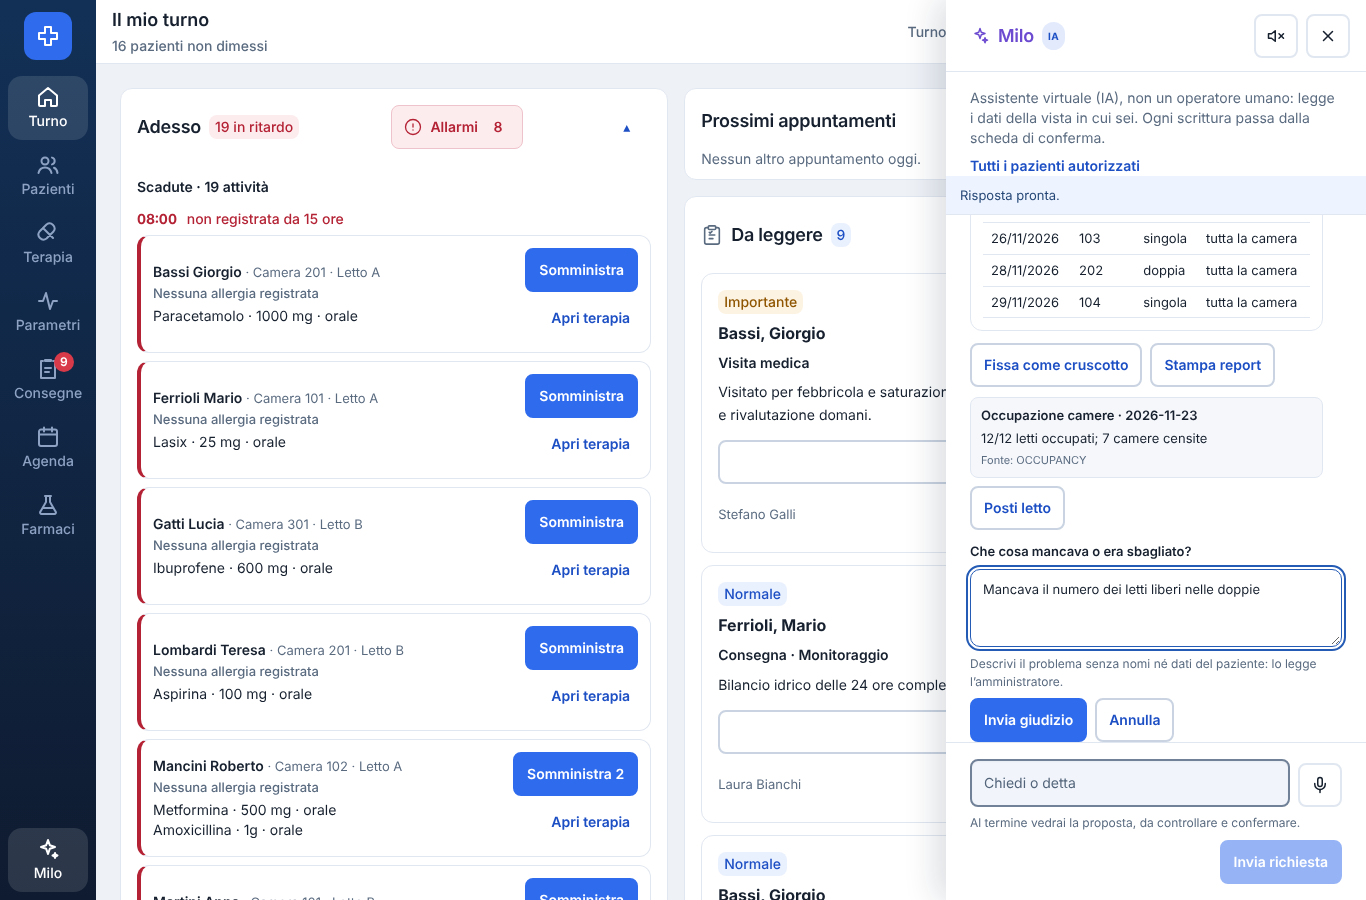 Turno
Pazienti
Terapia
Parametri
9
Consegne
Agenda
Farmaci
Milo
Il mio turno
16 pazienti non dimessi
Turno
Adesso
19 in ritardo
Allarmi 8
Scadute · 19 attività
08:00 non registrata da 15 ore
Bassi Giorgio · Camera 201 · Letto A
Nessuna allergia registrata
Paracetamolo · 1000 mg · orale
Somministra
Apri terapia
Ferrioli Mario · Camera 101 · Letto A
Nessuna allergia registrata
Lasix · 25 mg · orale
Somministra
Apri terapia
Gatti Lucia · Camera 301 · Letto B
Nessuna allergia registrata
Ibuprofene · 600 mg · orale
Somministra
Apri terapia
Lombardi Teresa · Camera 201 · Letto B
Nessuna allergia registrata
Aspirina · 100 mg · orale
Somministra
Apri terapia
Mancini Roberto · Camera 102 · Letto A
Nessuna allergia registrata
Metformina · 500 mg · orale
Amoxicillina · 1g · orale
Somministra 2
Apri terapia
Prossimi appuntamenti
Nessun altro appuntamento oggi.
Da leggere 9
Importante
Bassi, Giorgio
Visita medica
Visitato per febbricola e saturazion
e rivalutazione domani.
Stefano Galli
Normale
Ferrioli, Mario
Consegna · Monitoraggio
Bilancio idrico delle 24 ore comple
Laura Bianchi
Normale
Bassi, Giorgio
Milo IA
Assistente virtuale (IA), non un operatore umano: legge
i dati della vista in cui sei. Ogni scrittura passa dalla
scheda di conferma.
Tutti i pazienti autorizzati
Risposta pronta.
26/11/2026 103 singola tutta la camera
28/11/2026 202 doppia tutta la camera
29/11/2026 104 singola tutta la camera
Fissa come cruscotto
Stampa report
Occupazione camere · 2026-11-23
12/12 letti occupati; 7 camere censite
Fonte: OCCUPANCY
Posti letto
Che cosa mancava o era sbagliato?
Mancava il numero dei letti liberi nelle doppie
Descrivi il problema senza nomi né dati del paziente: lo legge
l’amministratore.
Invia giudizio
Annulla
Chiedi o detta
Al termine vedrai la proposta, da controllare e confermare.
Invia richiesta